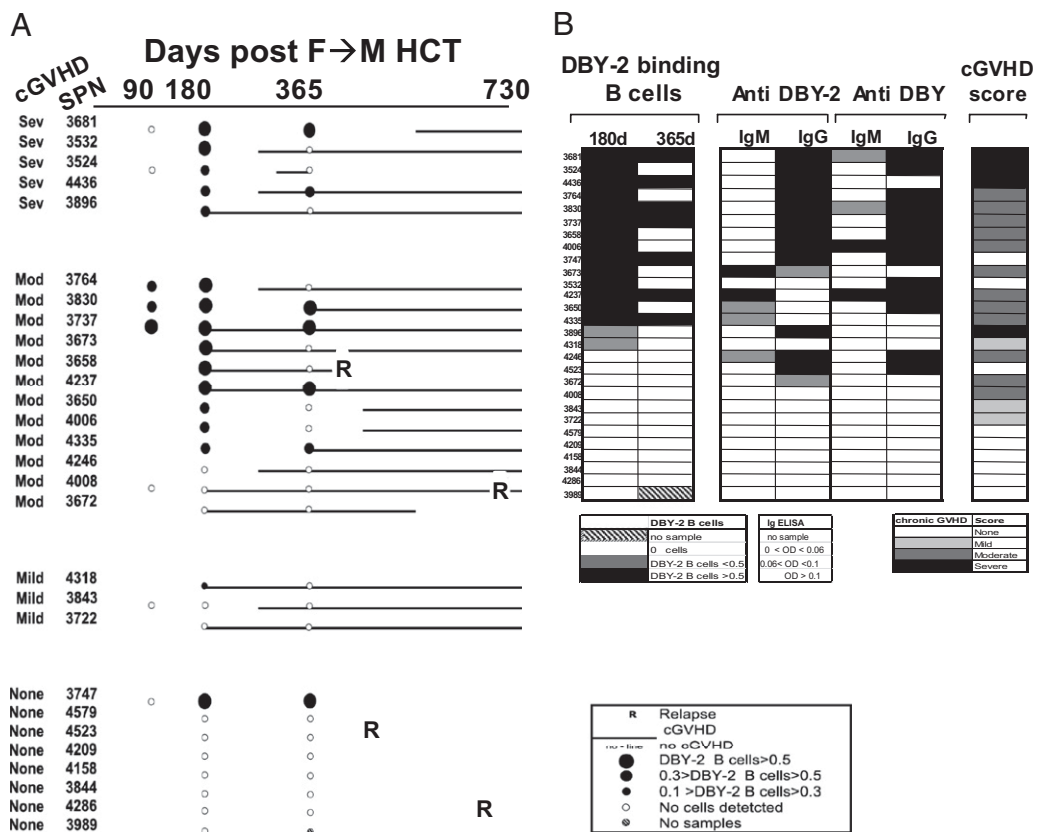 A
Days post F→M HCT
cGVHD SPN 90 180 365 730
Sev 3681
Sev 3532
Sev 3524
Sev 4436
Sev 3896
Mod 3764
Mod 3830
Mod 3737
Mod 3673
Mod 3658 R
Mod 4237
Mod 3650
Mod 4006
Mod 4335
Mod 4246
Mod 4008 R
Mod 3672
Mild 4318
Mild 3843
Mild 3722
None 3747
None 4579
None 4523 R
None 4209
None 4158
None 3844
None 4286 R
None 3989
B
DBY-2 binding
B cells
Anti DBY-2
Anti DBY
cGVHD
score
180d 365d IgM IgG IgM IgG
3681
3524
4436
3764
3830
3737
3658
4006
3747
3673
3532
4237
3650
4335
3896
4318
4246
4523
3672
4008
3843
3722
4579
4209
4158
3844
4286
3989
DBY-2 B cells
no sample
0 cells
DBY-2 B cells <0.5
DBY-2 B cells >0.5
Ig ELISA
no sample
0 < OD < 0.06
0.06< OD <0.1
OD > 0.1
chronic GVHD Score
None
Mild
Moderate
Severe
R Relapse
cGVHD
no - line no cGVHD
DBY-2 B cells>0.5
0.3>DBY-2 B cells>0.5
0.1 >DBY-2 B cells>0.3
No cells detetcted
No samples